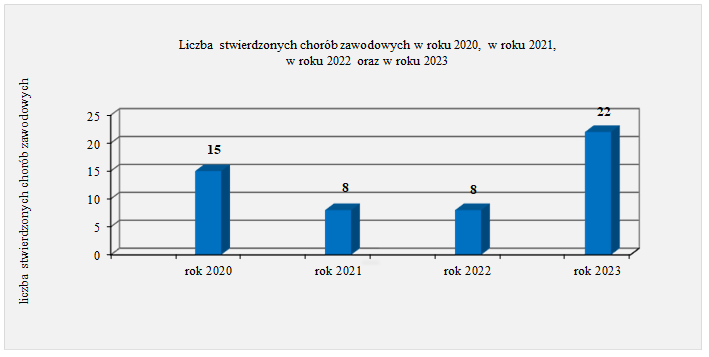 Liczba stwierdzonych chorób zawodowych w roku 2020, w roku 2021,
w roku 2022 oraz w roku 2023
liczba stwierdzonych chorób zawodowych
25
20
15
10
5
0
15
8
8
22
rok 2020
rok 2021
rok 2022
rok 2023